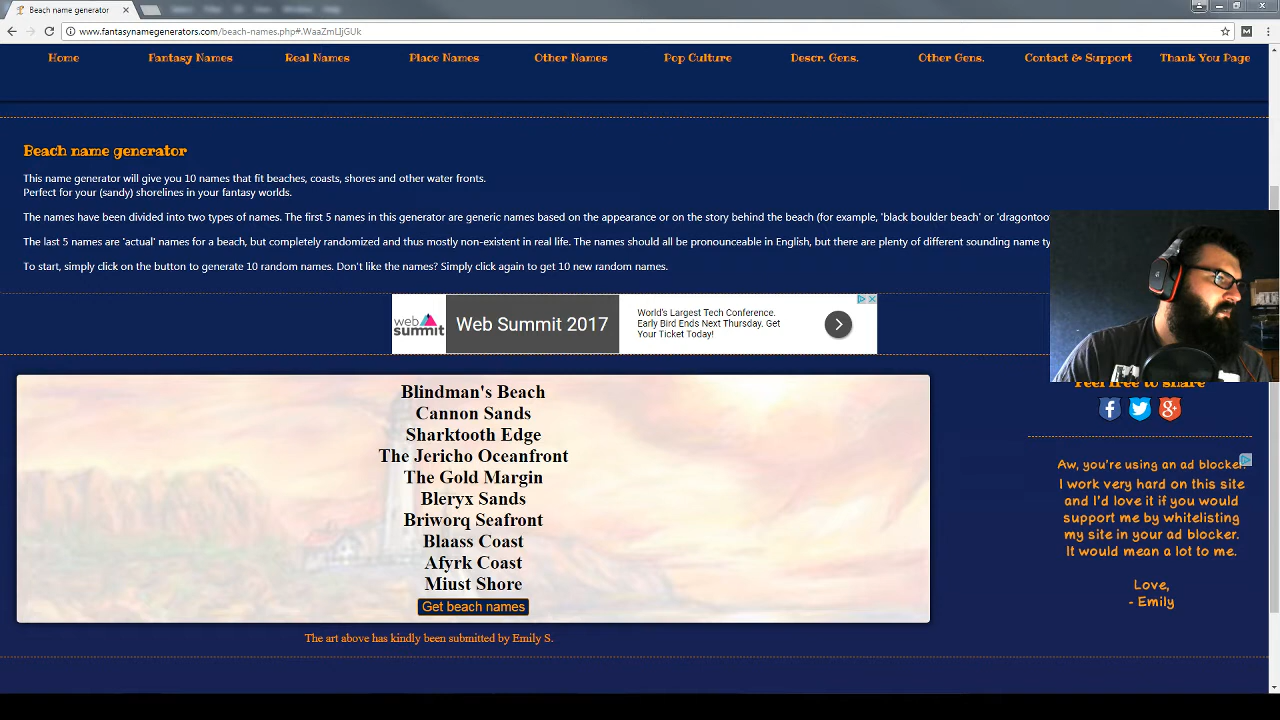 Beach name generator
www.fantasynamegenerators.com/beach-names.php#.WaaZmLJjGUk
Home Fantasy Names Real Names Place Names Other Names Pop Culture Descr. Gens. Other Gens. Contact & Support Thank You Page
Beach name generator
This name generator will give you 10 names that fit beaches, coasts, shores and other water fronts.
Perfect for your (sandy) shorelines in your fantasy worlds.
The names have been divided into two types of names. The first 5 names in this generator are generic names based on the appearance or on the story behind the beach (for example, 'black boulder beach' or 'dragontoo
The last 5 names are 'actual' names for a beach, but completely randomized and thus mostly non-existent in real life. The names should all be pronounceable in English, but there are plenty of different sounding name ty
To start, simply click on the button to generate 10 random names. Don't like the names? Simply click again to get 10 new random names.
web summit
Web Summit 2017
World's Largest Tech Conference.
Early Bird Ends Next Thursday. Get
Your Ticket Today!
Blindman's Beach
Cannon Sands
Sharktooth Edge
The Jericho Oceanfront
The Gold Margin
Bleryx Sands
Briworq Seafront
Blaass Coast
Afyrk Coast
Miust Shore
Get beach names
The art above has kindly been submitted by Emily S.
Feel free to share
Aw, you're using an ad blocker.
I work very hard on this site
and I'd love it if you would
support me by whitelisting
my site in your ad blocker.
It would mean a lot to me.
Love,
- Emily